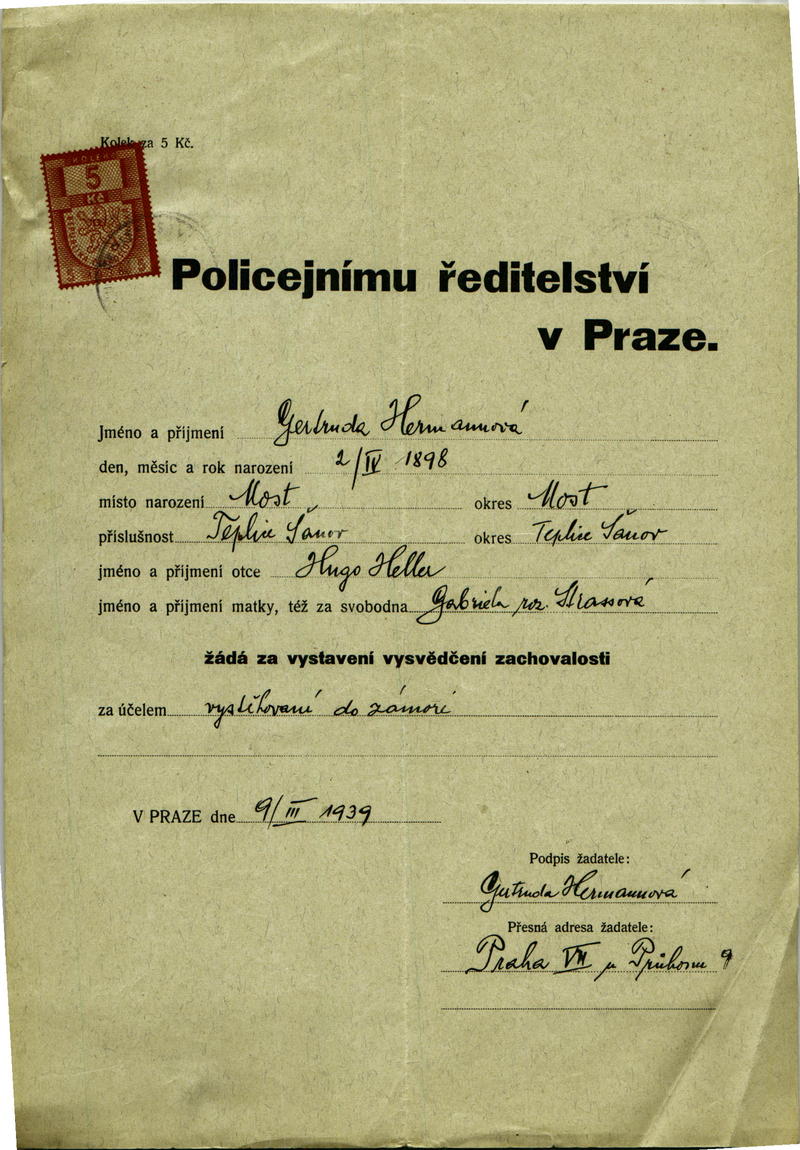 Kolek za 5 Kč.
KOLEK
5
Kč
Policejnímu ředitelství
v Praze.
Jméno a příjmení Gertruda Hermannová
den, měsíc a rok narození 2/IV 1898
místo narození Most okres Most
příslušnost Teplice Šanov okres Teplice Šanov
jméno a příjmení otce Hugo Heller
jméno a příjmení matky, též za svobodna Gabriela roz. Strassová
žádá za vystavení vysvědčení zachovalosti
za účelem vystěhovaní do zámoří
V PRAZE dne 9/III 1939
Podpis žadatele:
Gertruda Hermannová
Přesná adresa žadatele:
Praha VII u Průhonu 9